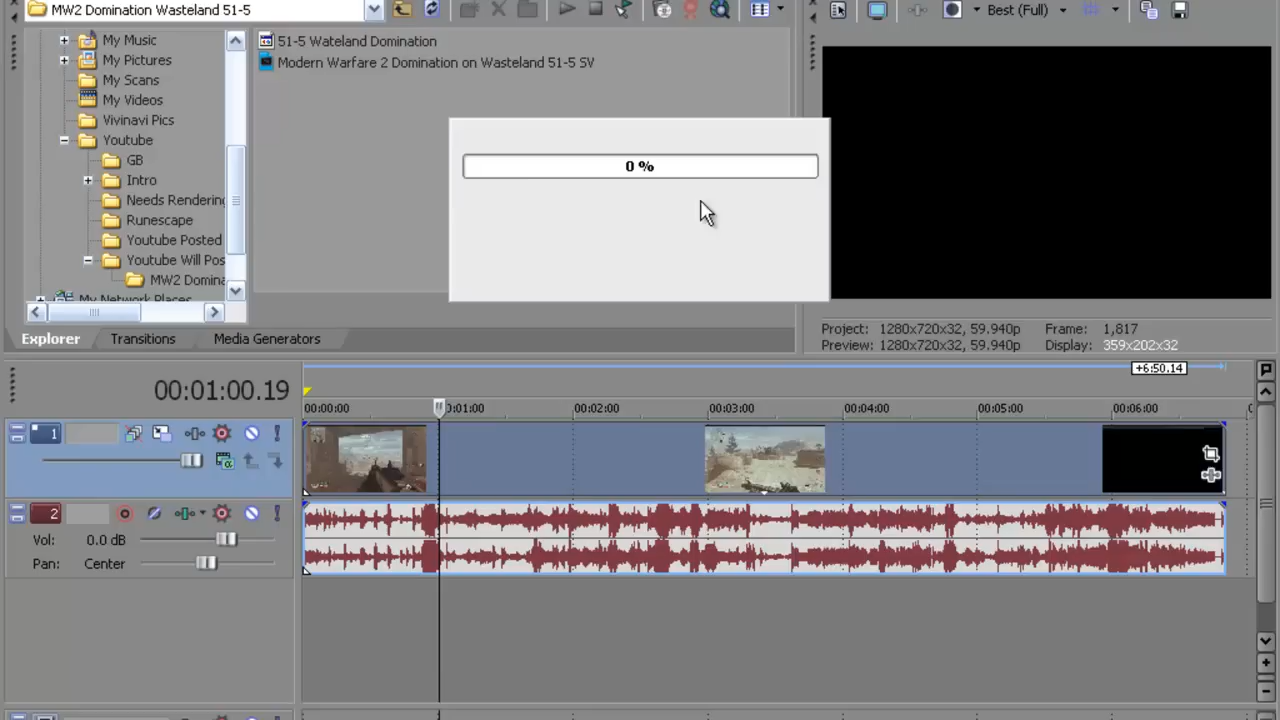 MW2 Domination Wasteland 51-5
Best (Full)
My Music
My Pictures
My Scans
My Videos
Vivinavi Pics
Youtube
GB
Intro
Needs Rendering
Runescape
Youtube Posted
Youtube Will Pos
MW2 Domina
My Network Places
51-5 Wateland Domination
Modern Warfare 2 Domination on Wasteland 51-5 SV
0 %
Explorer
Transitions
Media Generators
Project: 1280x720x32, 59.940p Frame: 1,817
Preview: 1280x720x32, 59.940p Display: 359x202x32
+6:50.14
00:01:00.19
00:00:00 0:01:00 00:02:00 00:03:00 00:04:00 00:05:00 00:06:00
1
2
Vol: 0.0 dB
Pan: Center